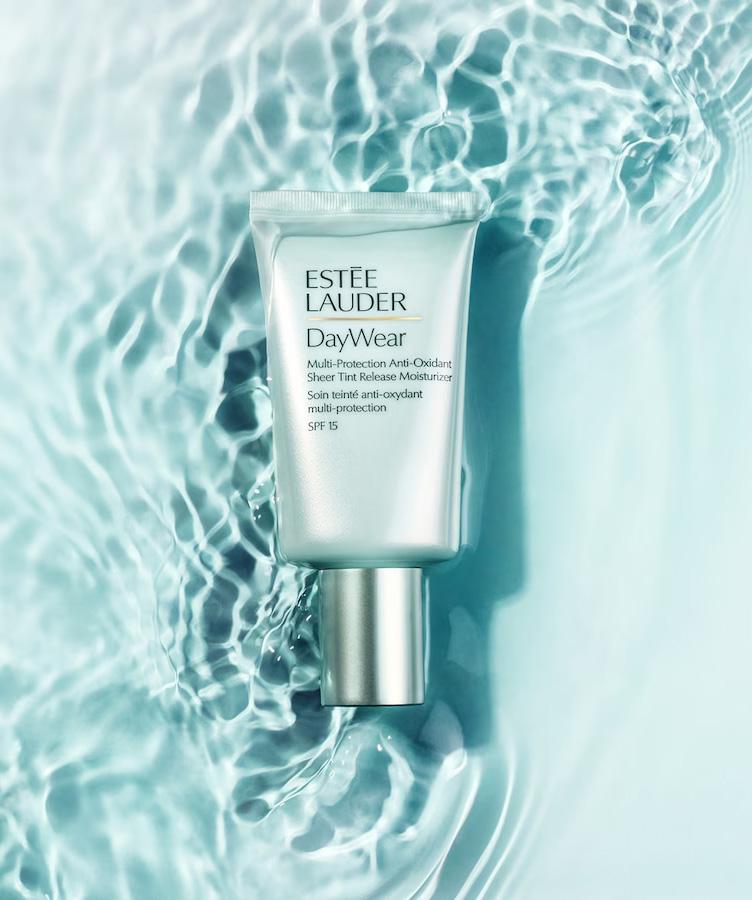 ESTĒE
LAUDER
DayWear
Multi-Protection Anti-Oxidant
Sheer Tint Release Moisturizer
Soin teinté anti-oxydant
multi-protection
SPF 15